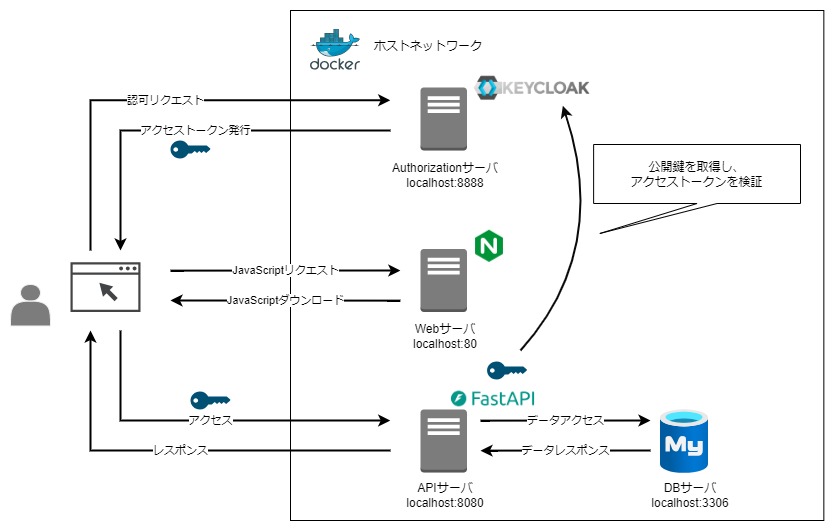 docker
ホストネットワーク
認可リクエスト
KEYCLOAK
アクセストークン発行
Authorizationサーバ
localhost:8888
公開鍵を取得し、
アクセストークンを検証
N
JavaScriptリクエスト
JavaScriptダウンロード
Webサーバ
localhost:80
FastAPI
アクセス
データアクセス
My
レスポンス
データレスポンス
APIサーバ
localhost:8080
DBサーバ
localhost:3306